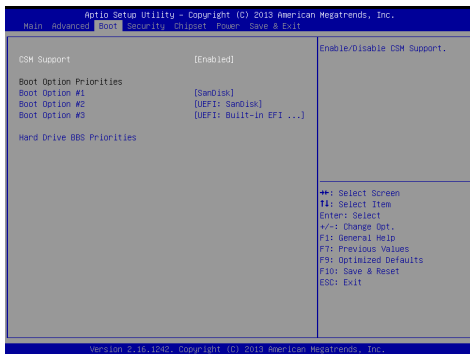 Aptio Setup Utility – Copyright (C) 2013 American Megatrends, Inc.
Main Advanced Boot Security Chipset Power Save & Exit
CSM Support [Enabled]
Enable/Disable CSM Support.
Boot Option Priorities
Boot Option #1 [SanDisk]
Boot Option #2 [UEFI: SanDisk]
Boot Option #3 [UEFI: Built-in EFI ...]
Hard Drive BBS Priorities
→←: Select Screen
↑↓: Select Item
Enter: Select
+/-: Change Opt.
F1: General Help
F7: Previous Values
F9: Optimized Defaults
F10: Save & Reset
ESC: Exit
Version 2.16.1242. Copyright (C) 2013 American Megatrends, Inc.